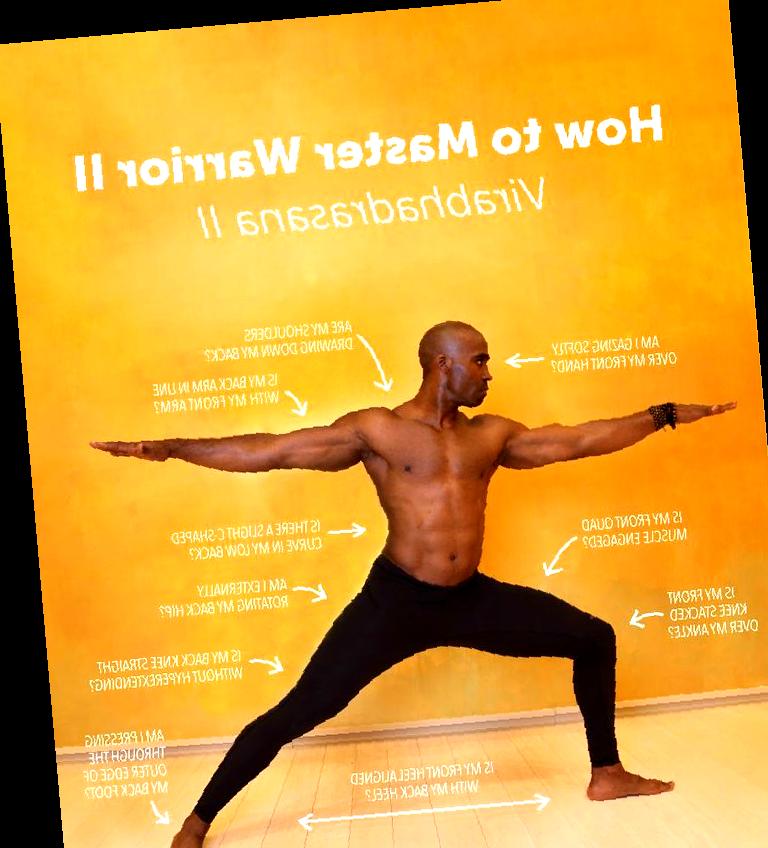 How to Master Warrior II
Virabhadrasana II
ARE MY SHOULDERS
DRAWING DOWN MY BACK?
AM I GAZING SOFTLY
OVER MY FRONT HAND?
IS MY BACK ARM IN LINE
WITH MY FRONT ARM?
IS THERE A SLIGHT C SHAPED
CURVE IN MY LOW BACK?
IS MY FRONT QUAD
MUSCLE ENGAGED?
AM I EXTERNALLY
ROTATING MY BACK HIP?
IS MY FRONT
KNEE STACKED
OVER MY ANKLE?
IS MY BACK KNEE STRAIGHT
WITHOUT HYPEREXTENDING?
AM I PRESSING
THROUGH THE
OUTER EDGE OF
MY BACK FOOT?
IS MY FRONT HEEL ALIGNED
WITH MY BACK HEEL?